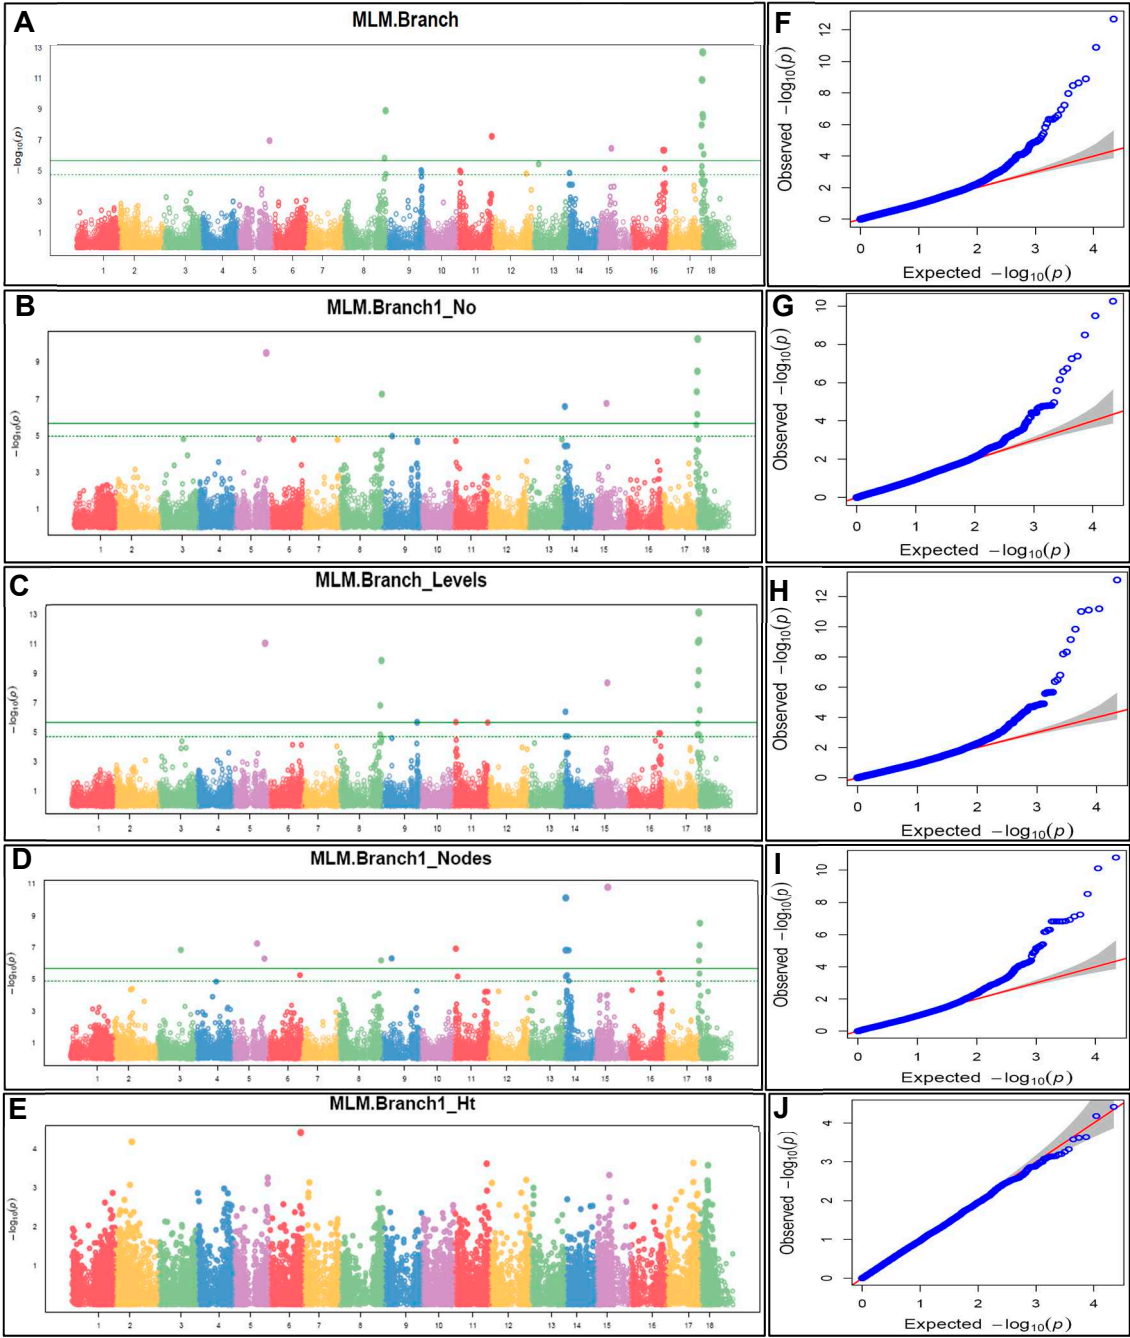 A
MLM.Branch
13
11
9
7
5
3
1
−log10(p)
1 2 3 4 5 6 7 8 9 10 11 12 13 14 15 16 17 18
F
12
10
8
6
4
2
0
Observed −log10(p)
0 1 2 3 4
Expected −log10(p)
B
MLM.Branch1_No
9
7
5
3
1
−log10(p)
1 2 3 4 5 6 7 8 9 10 11 12 13 14 15 16 17 18
G
10
8
6
4
2
0
Observed −log10(p)
0 1 2 3 4
Expected −log10(p)
C
MLM.Branch_Levels
13
11
9
7
5
3
1
−log10(p)
1 2 3 4 5 6 7 8 9 10 11 12 13 14 15 16 17 18
H
12
10
8
6
4
2
0
Observed −log10(p)
0 1 2 3 4
Expected −log10(p)
D
MLM.Branch1_Nodes
11
9
7
5
3
1
−log10(p)
1 2 3 4 5 6 7 8 9 10 11 12 13 14 15 16 17 18
I
10
8
6
4
2
0
Observed −log10(p)
0 1 2 3 4
Expected −log10(p)
E
MLM.Branch1_Ht
4
3
2
1
−log10(p)
1 2 3 4 5 6 7 8 9 10 11 12 13 14 15 16 17 18
J
4
3
2
1
0
Observed −log10(p)
0 1 2 3 4
Expected −log10(p)